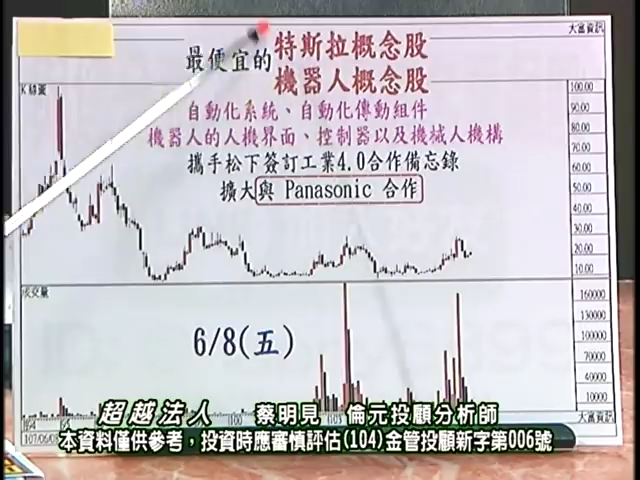 大富資訊
最便宜的 特斯拉概念股
機器人概念股
K線圖
自動化系統、自動化傳動組件
機器人的人機界面、控制器以及機械人機構
攜手松下簽訂工業4.0合作備忘錄
擴大與 Panasonic 合作
100.00
90.00
80.00
70.00
60.00
50.00
40.00
30.00
20.00
10.00
成交量
6/8(五)
160000
130000
100000
70000
40000
10000
大富資訊
超越法人 蔡明見 倫元投顧分析師
本資料僅供參考，投資時應審慎評估(104)金管投顧新字第006號